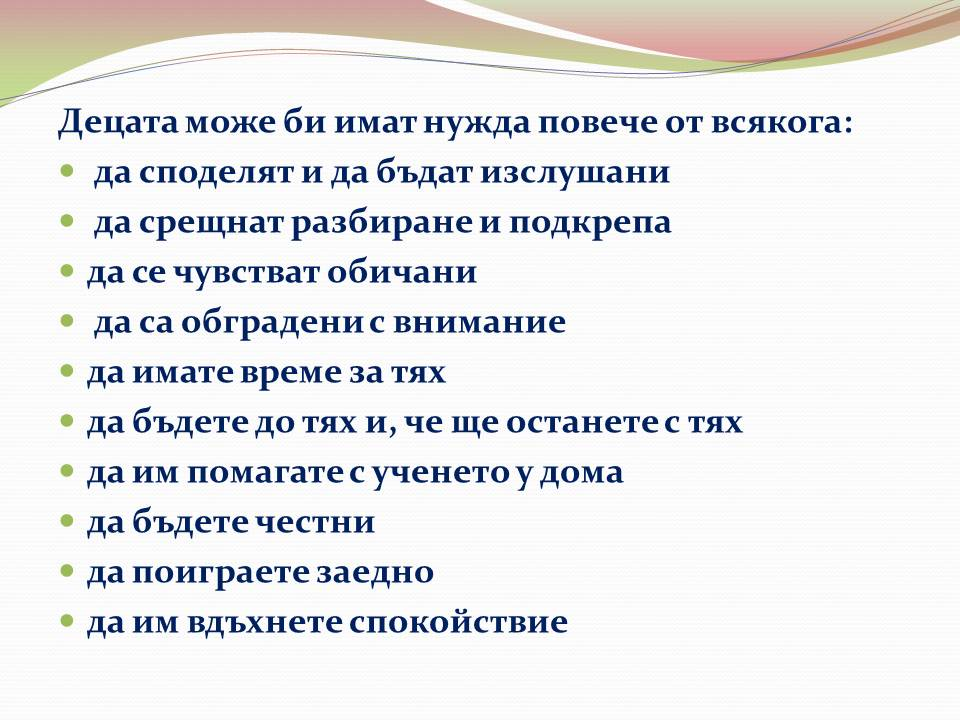 Децата може би имат нужда повече от всякога:
• да споделят и да бъдат изслушани
• да срещнат разбиране и подкрепа
• да се чувстват обичани
• да са обградени с внимание
• да имате време за тях
• да бъдете до тях и, че ще останете с тях
• да им помагате с ученето у дома
• да бъдете честни
• да поиграете заедно
• да им вдъхнете спокойствие